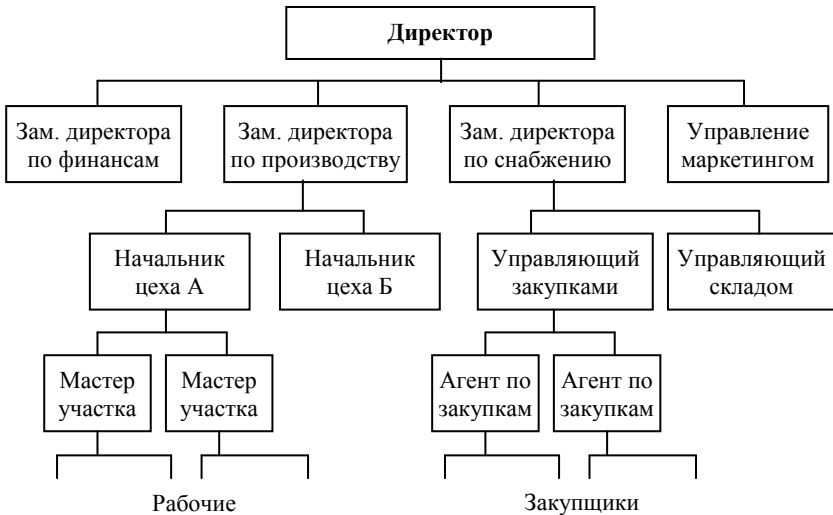 Директор
Зам. директора
по финансам
Зам. директора
по производству
Зам. директора
по снабжению
Управление
маркетингом
Начальник
цеха А
Начальник
цеха Б
Управляющий
закупками
Управляющий
складом
Мастер
участка
Мастер
участка
Агент по
закупкам
Агент по
закупкам
Рабочие
Закупщики